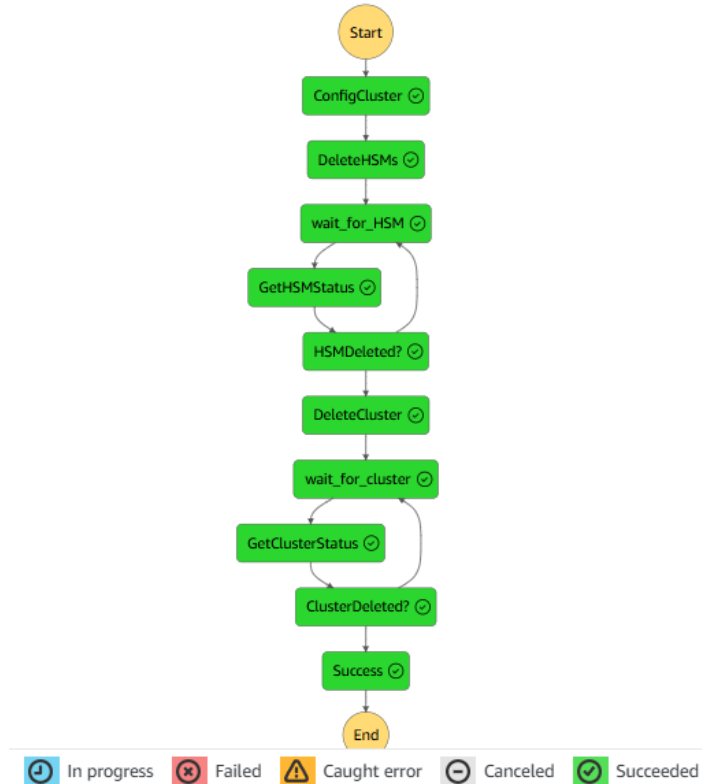 Start
ConfigCluster
DeleteHSMs
wait_for_HSM
GetHSMStatus
HSMDeleted?
DeleteCluster
wait_for_cluster
GetClusterStatus
ClusterDeleted?
Success
End
In progress Failed Caught error Canceled Succeeded